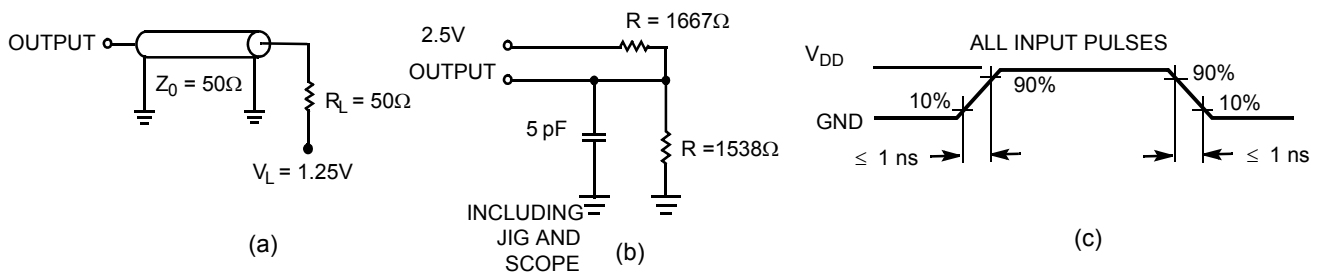 OUTPUT
Z0 = 50Ω
RL = 50Ω
VL = 1.25V
(a)
R = 1667Ω
2.5V
OUTPUT
5 pF
R =1538Ω
INCLUDING
JIG AND
SCOPE
(b)
ALL INPUT PULSES
VDD
90%
90%
10%
10%
GND
≤ 1 ns
≤ 1 ns
(c)